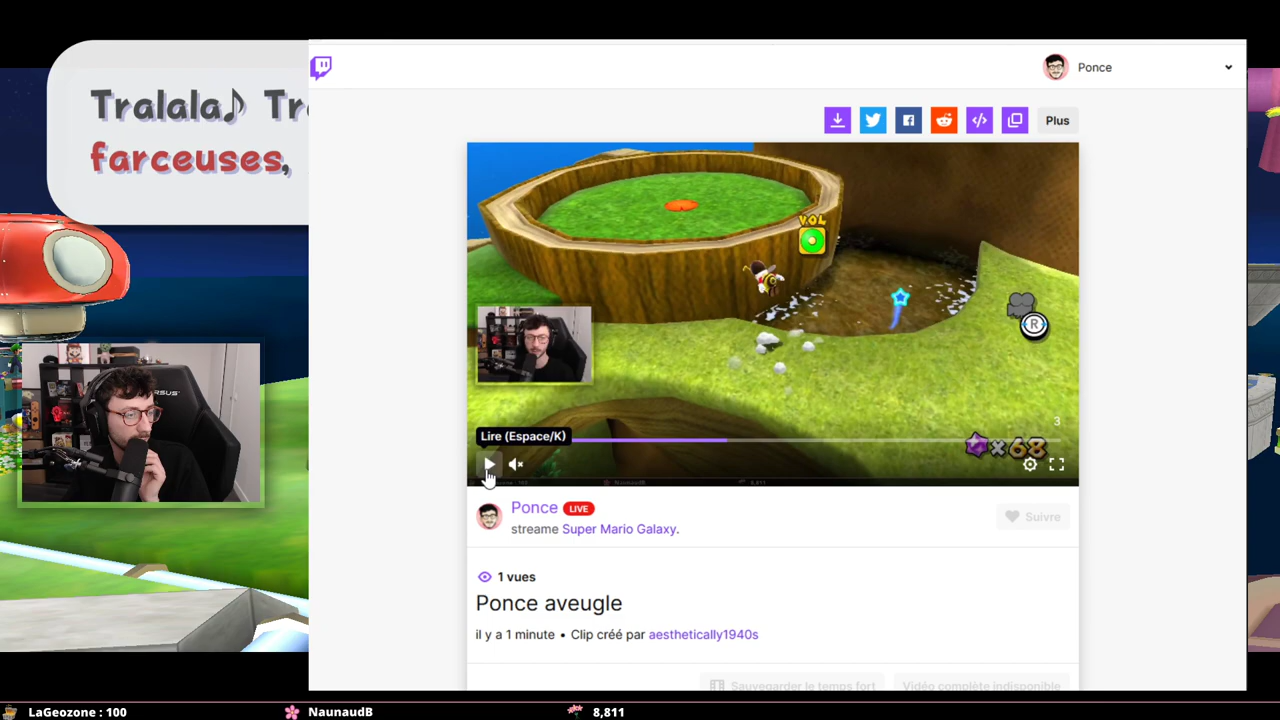 Tralala♪ Tr
farceuses,
Ponce
Plus
VOL
R
3
Lire (Espace/K)
×68
Ponce LIVE
streame Super Mario Galaxy.
Suivre
1 vues
Ponce aveugle
il y a 1 minute • Clip créé par aesthetically1940s
Sauvegarder le temps fort
Vidéo complète indisponible
LaGeozone : 100
NaunaudB
8,811